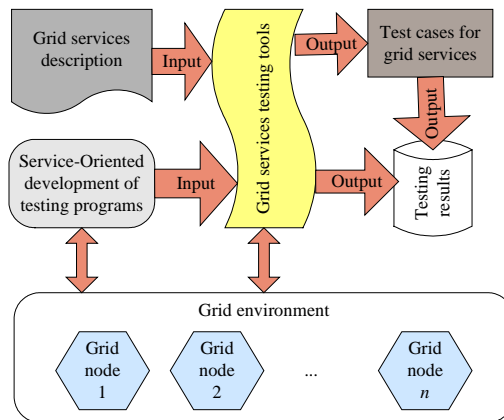 Grid services
description
Input
Grid services testing tools
Output
Test cases for
grid services
Output
Service-Oriented
development of
testing programs
Input
Output
Testing
results
Grid environment
Grid
node
1
Grid
node
2
...
Grid
node
n